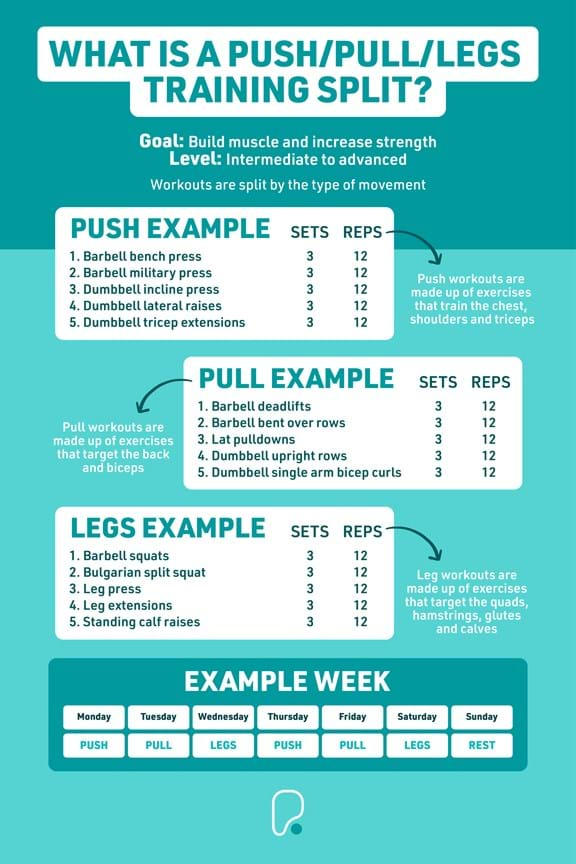 WHAT IS A PUSH/PULL/LEGS
TRAINING SPLIT?
Goal: Build muscle and increase strength
Level: Intermediate to advanced
Workouts are split by the type of movement
PUSH EXAMPLE SETS REPS
1. Barbell bench press 3 12
2. Barbell military press 3 12
3. Dumbbell incline press 3 12
4. Dumbbell lateral raises 3 12
5. Dumbbell tricep extensions 3 12
Push workouts are
made up of exercises
that train the chest,
shoulders and triceps
PULL EXAMPLE SETS REPS
1. Barbell deadlifts 3 12
2. Barbell bent over rows 3 12
3. Lat pulldowns 3 12
4. Dumbbell upright rows 3 12
5. Dumbbell single arm bicep curls 3 12
Pull workouts are
made up of exercises
that target the back
and biceps
LEGS EXAMPLE SETS REPS
1. Barbell squats 3 12
2. Bulgarian split squat 3 12
3. Leg press 3 12
4. Leg extensions 3 12
5. Standing calf raises 3 12
Leg workouts are
made up of exercises
that target the quads,
hamstrings, glutes
and calves
EXAMPLE WEEK
Monday Tuesday Wednesday Thursday Friday Saturday Sunday
PUSH PULL LEGS PUSH PULL LEGS REST